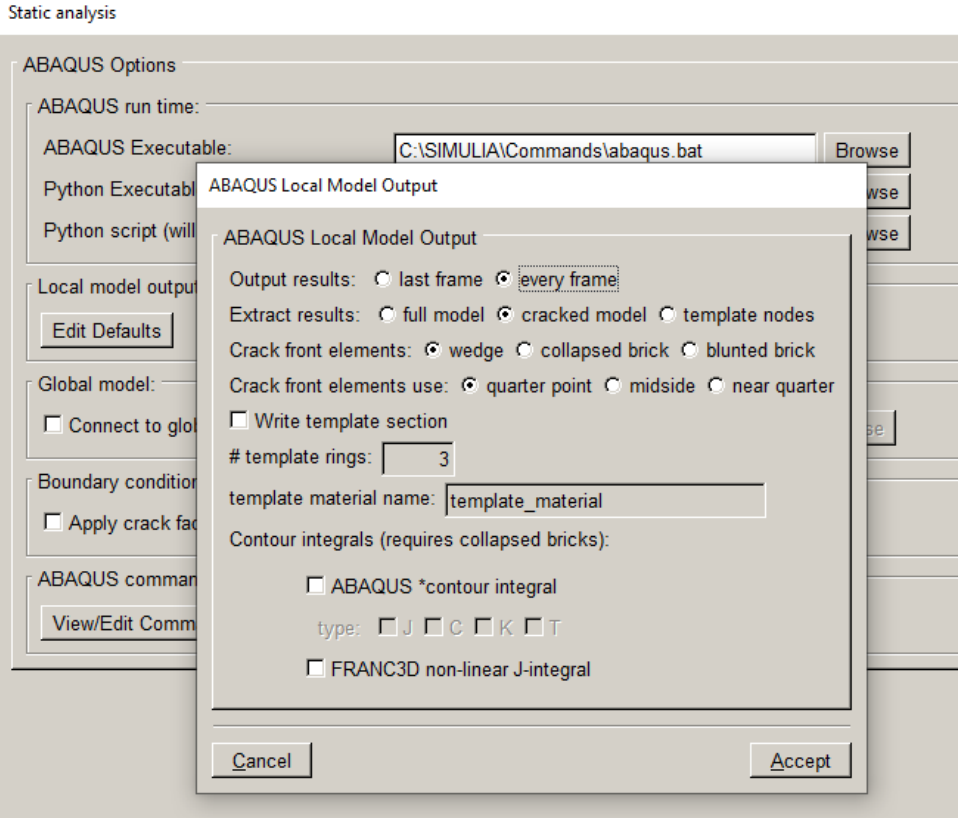 Static analysis
ABAQUS Options
ABAQUS run time:
ABAQUS Executable: C:\SIMULIA\Commands\abaqus.bat Browse
Python Executabl wse
Python script (will wse
Local model output
Edit Defaults
Global model:
Connect to glo se
Boundary condition
Apply crack fac
ABAQUS comman
View/Edit Comm
ABAQUS Local Model Output
ABAQUS Local Model Output
Output results: last frame every frame
Extract results: full model cracked model template nodes
Crack front elements: wedge collapsed brick blunted brick
Crack front elements use: quarter point midside near quarter
Write template section
# template rings: 3
template material name: template_material
Contour integrals (requires collapsed bricks):
ABAQUS *contour integral
type: J C K T
FRANC3D non-linear J-integral
Cancel Accept